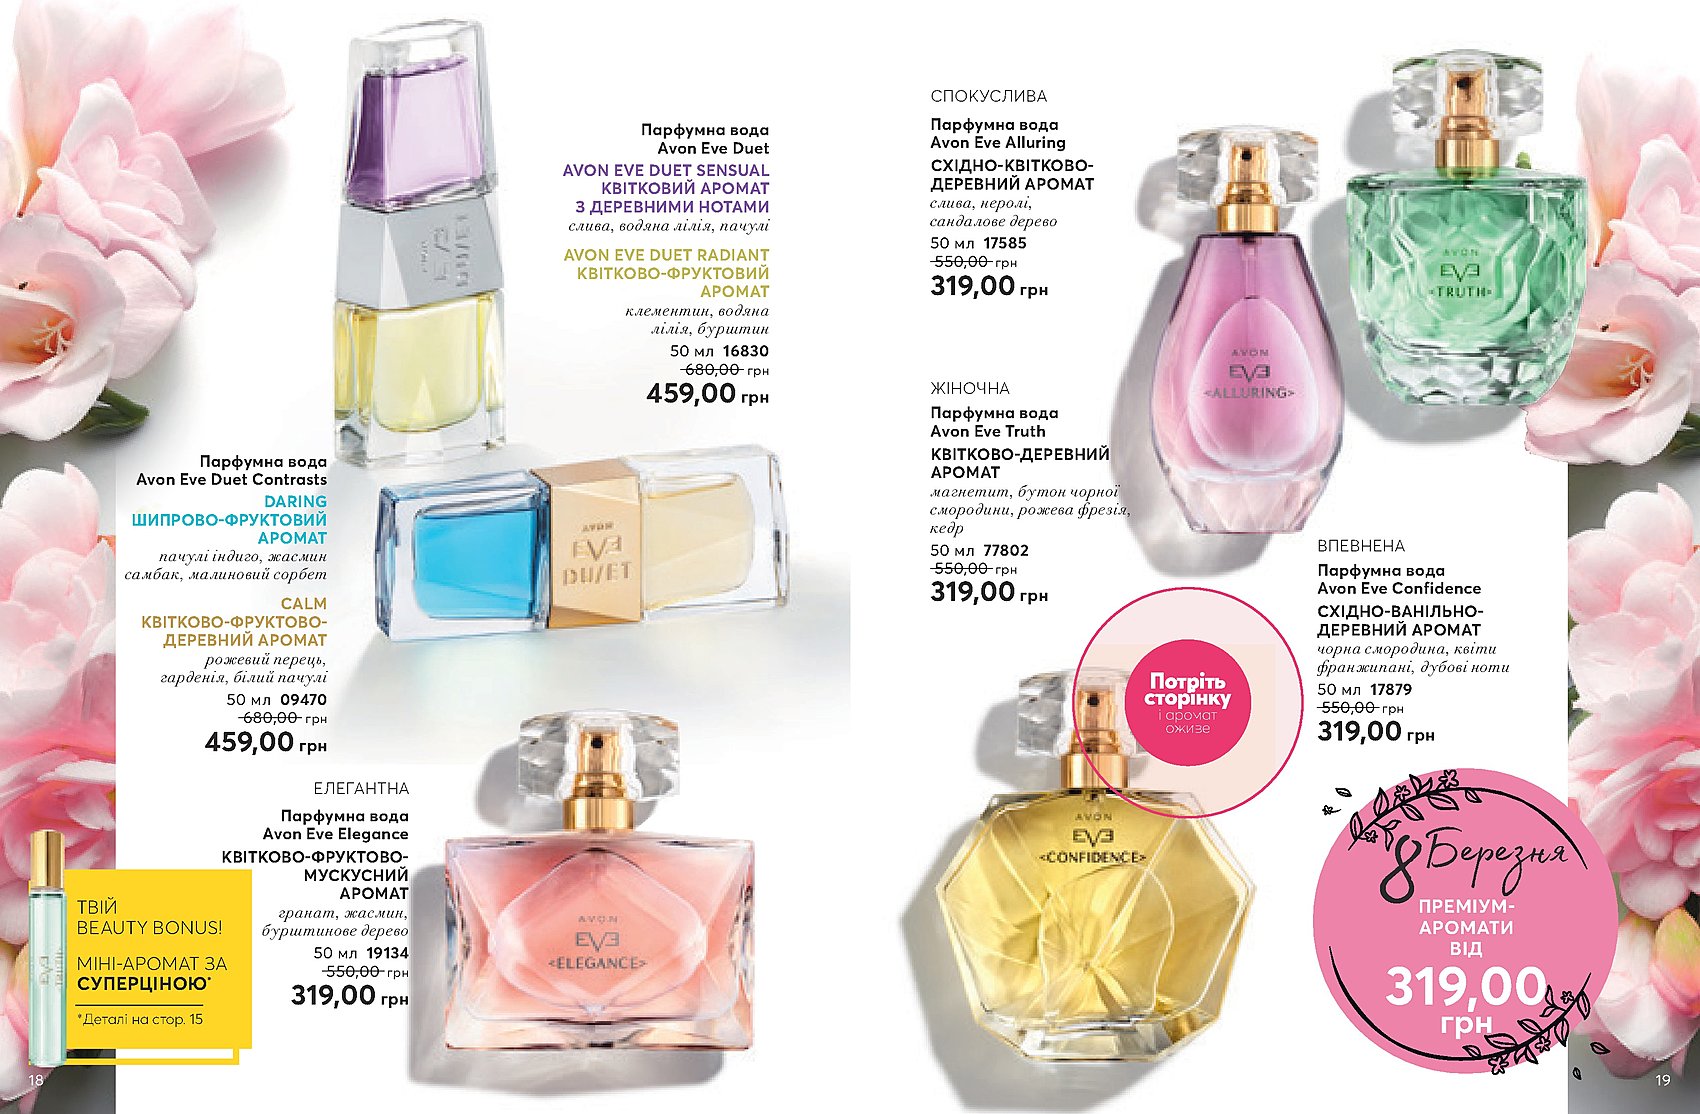 Парфумна вода
Avon Eve Duet
AVON EVE DUET SENSUAL
КВІТКОВИЙ АРОМАТ
З ДЕРЕВНИМИ НОТАМИ
слива, водяна лілія, пачулі
AVON EVE DUET RADIANT
КВІТКОВО-ФРУКТОВИЙ
АРОМАТ
клементин, водяна
лілія, бурштин
50 мл 16830
680,00 грн
459,00 грн
AVON
EVE
DU/ET
Парфумна вода
Avon Eve Duet Contrasts
DARING
ШИПРОВО-ФРУКТОВИЙ
АРОМАТ
пачулі індиго, жасмин
самбак, малиновий сорбет
CALM
КВІТКОВО-ФРУКТОВО-
ДЕРЕВНИЙ АРОМАТ
рожевий перець,
гарденія, білий пачулі
50 мл 09470
680,00 грн
459,00 грн
AVON
EVE
DU/ET
ЕЛЕГАНТНА
Парфумна вода
Avon Eve Elegance
КВІТКОВО-ФРУКТОВО-
МУСКУСНИЙ
АРОМАТ
гранат, жасмин,
бурштинове дерево
50 мл 19134
550,00 грн
319,00 грн
AVON
EVE
<ELEGANCE>
ТВІЙ
BEAUTY BONUS!
МІНІ-АРОМАТ ЗА
СУПЕРЦІНОЮ*
*Деталі на стор. 15
EVE
18
СПОКУСЛИВА
Парфумна вода
Avon Eve Alluring
СХІДНО-КВІТКОВО-
ДЕРЕВНИЙ АРОМАТ
слива, неролі,
сандалове дерево
50 мл 17585
550,00 грн
319,00 грн
AVON
EVE
<ALLURING>
AVON
EVE
<TRUTH>
ЖІНОЧНА
Парфумна вода
Avon Eve Truth
КВІТКОВО-ДЕРЕВНИЙ
АРОМАТ
магнетит, бутон чорної
смородини, рожева фрезія,
кедр
50 мл 77802
550,00 грн
319,00 грн
ВПЕВНЕНА
Парфумна вода
Avon Eve Confidence
СХІДНО-ВАНІЛЬНО-
ДЕРЕВНИЙ АРОМАТ
чорна смородина, квіти
франжипані, дубові ноти
50 мл 17879
550,00 грн
319,00 грн
Потріть
сторінку
і аромат
оживе
AVON
EVE
<CONFIDENCE>
8 Березня
ПРЕМІУМ-
АРОМАТИ
ВІД
319,00
грн
19